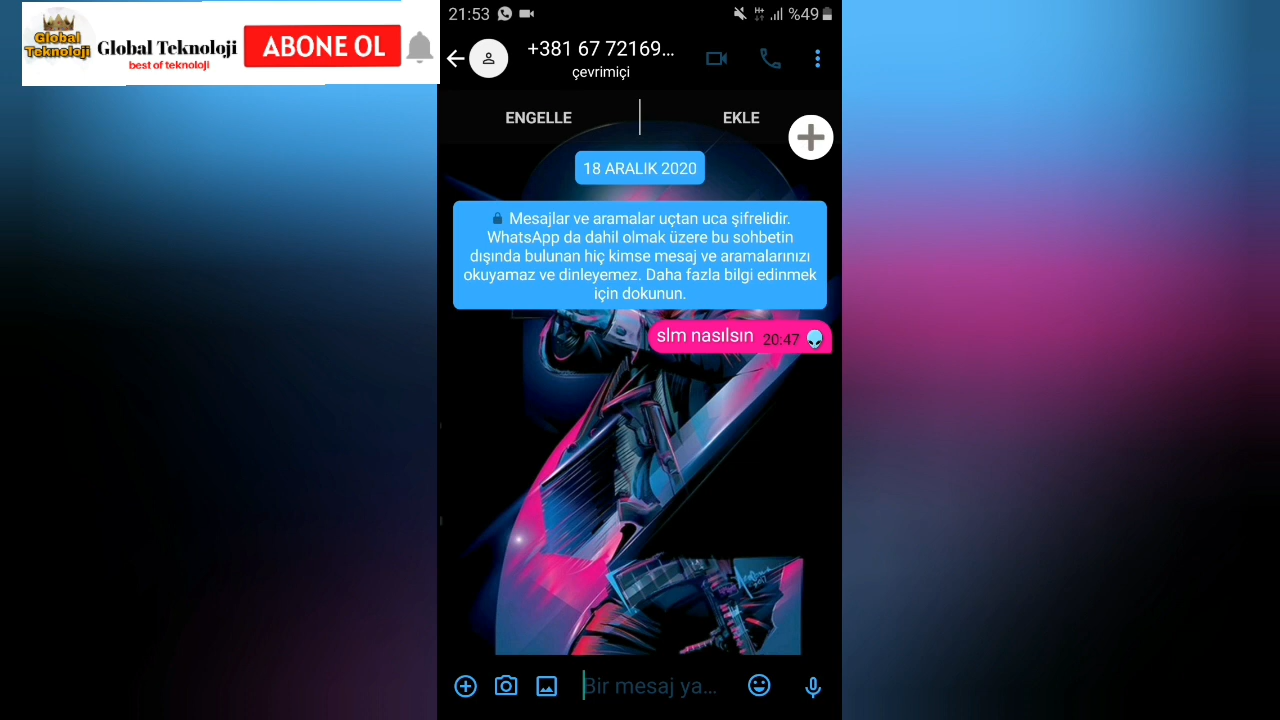 Global
Teknoloji
Global Teknoloji
best of teknoloji
ABONE OL
21:53
H+
%49
+381 67 72169...
çevrimiçi
ENGELLE
EKLE
18 ARALIK 2020
Mesajlar ve aramalar uçtan uca şifrelidir.
WhatsApp da dahil olmak üzere bu sohbetin
dışında bulunan hiç kimse mesaj ve aramalarınızı
okuyamaz ve dinleyemez. Daha fazla bilgi edinmek
için dokunun.
slm nasılsın 20:47
Bir mesaj ya...